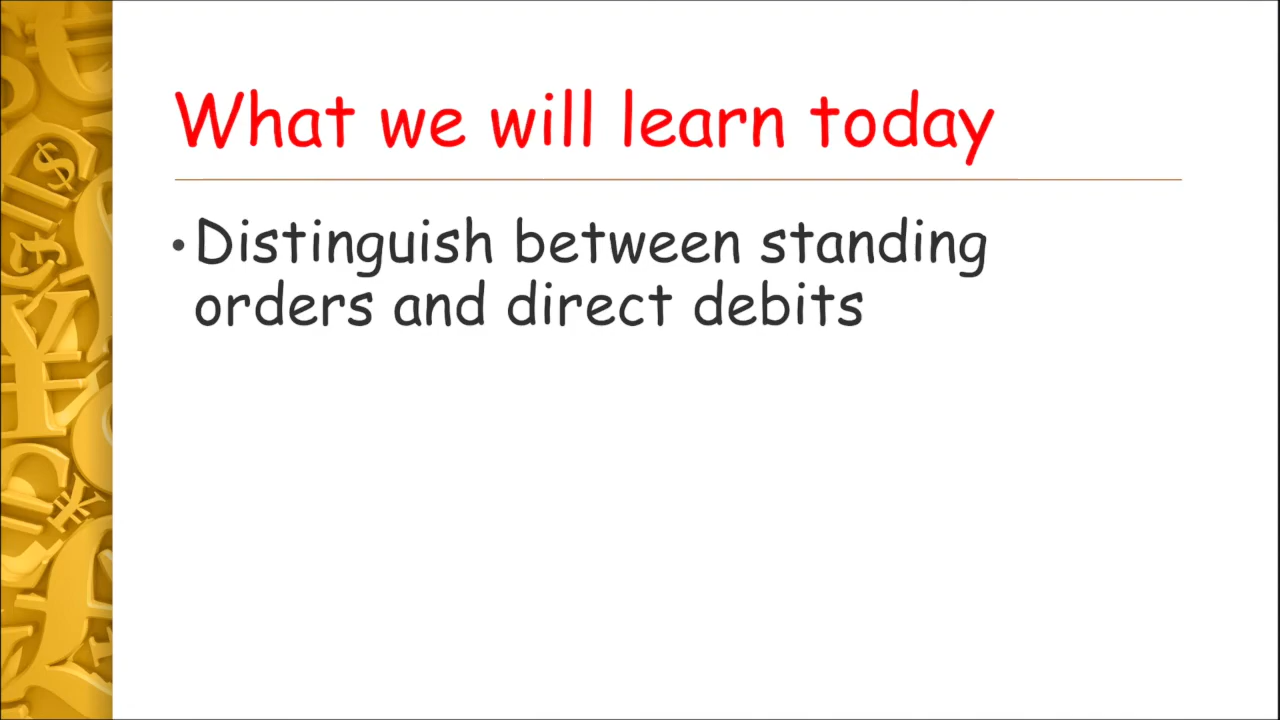 What we will learn today
• Distinguish between standing
orders and direct debits